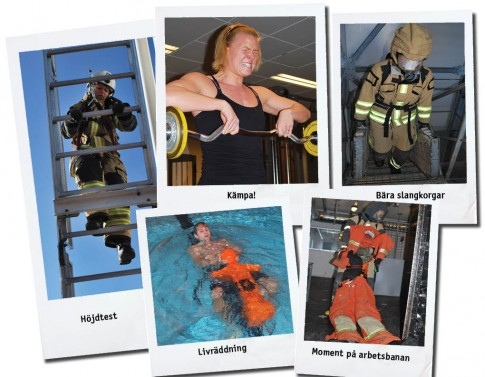 Kämpa!
Bära slangkorgar
Höjdtest
Livräddning
Moment på arbetsbanan